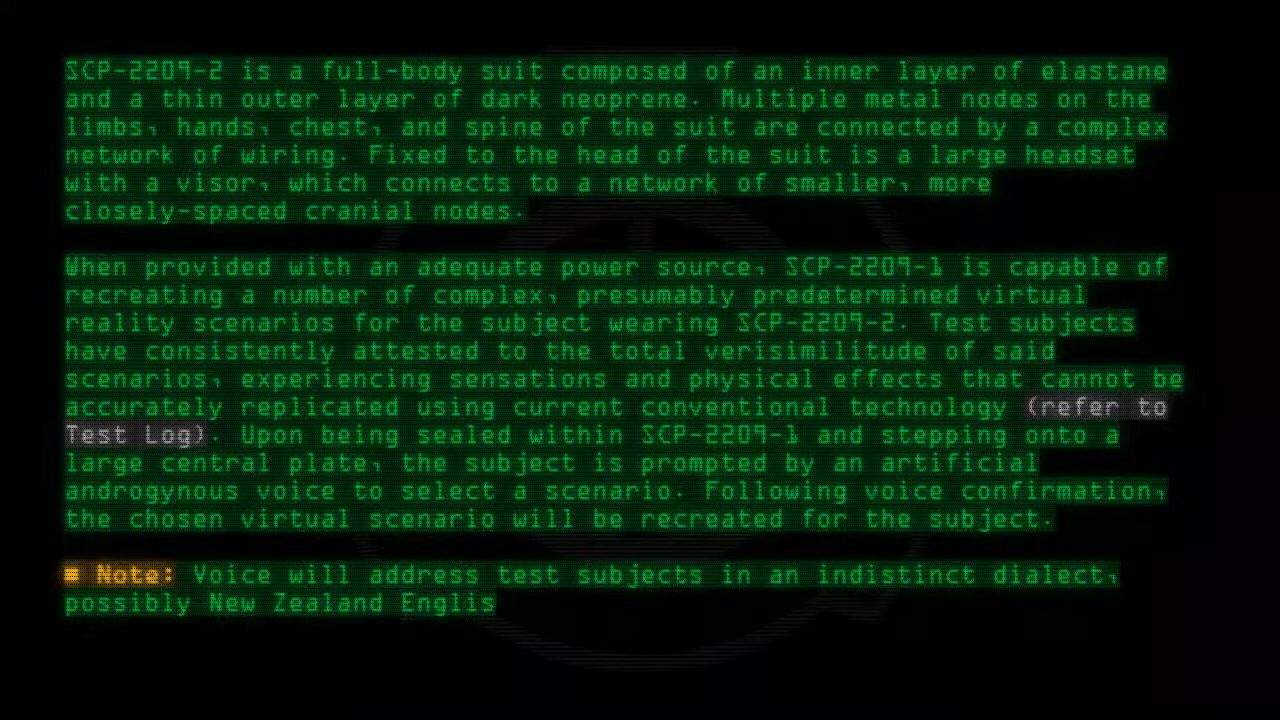 SCP-2209-2 is a full-body suit composed of an inner layer of elastane
and a thin outer layer of dark neoprene. Multiple metal nodes on the
limbs, hands, chest, and spine of the suit are connected by a complex
network of wiring. Fixed to the head of the suit is a large headset
with a visor, which connects to a network of smaller, more
closely-spaced cranial nodes.
When provided with an adequate power source, SCP-2209-1 is capable of
recreating a number of complex, presumably predetermined virtual
reality scenarios for the subject wearing SCP-2209-2. Test subjects
have consistently attested to the total verisimilitude of said
scenarios, experiencing sensations and physical effects that cannot be
accurately replicated using current conventional technology (refer to
Test Log). Upon being sealed within SCP-2209-1 and stepping onto a
large central plate, the subject is prompted by an artificial
androgynous voice to select a scenario. Following voice confirmation,
the chosen virtual scenario will be recreated for the subject.
■ Note: Voice will address test subjects in an indistinct dialect,
possibly New Zealand Englis